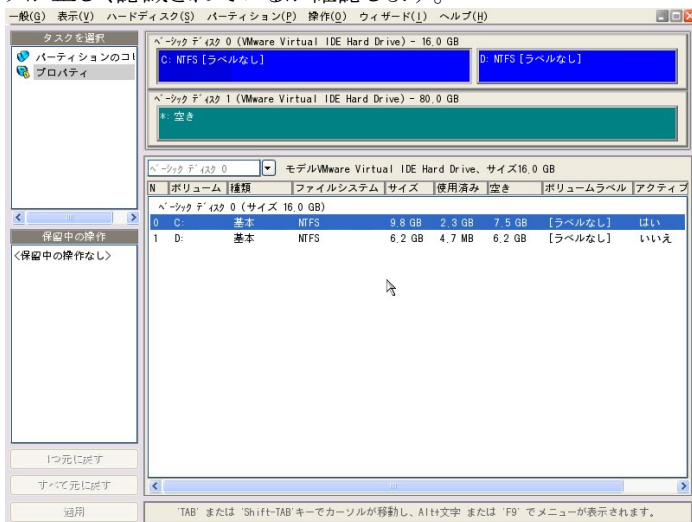 一般(G) 表示(V) ハードディスク(S) パーティション(P) 操作(O) ウィザード(I) ヘルプ(H)
タスクを選択
パーティションのコピ
プロパティ
ベーシック ディスク 0 (VMware Virtual IDE Hard Drive) - 16.0 GB
C: NTFS [ラベルなし]
D: NTFS [ラベルなし]
ベーシック ディスク 1 (VMware Virtual IDE Hard Drive) - 80.0 GB
*: 空き
ベーシック ディスク 0 モデルVMware Virtual IDE Hard Drive、サイズ16.0 GB
N ボリューム 種類 ファイルシステム サイズ 使用済み 空き ボリュームラベル アクティブ
ベーシック ディスク 0 (サイズ 16.0 GB)
0 C: 基本 NTFS 9.8 GB 2.3 GB 7.5 GB [ラベルなし] はい
1 D: 基本 NTFS 6.2 GB 4.7 MB 6.2 GB [ラベルなし] いいえ
保留中の操作
<保留中の操作なし>
1つ元に戻す
すべて元に戻す
適用
'TAB' または 'Shift-TAB'キーでカーソルが移動し、Alt+文字 または 'F9' でメニューが表示されます。